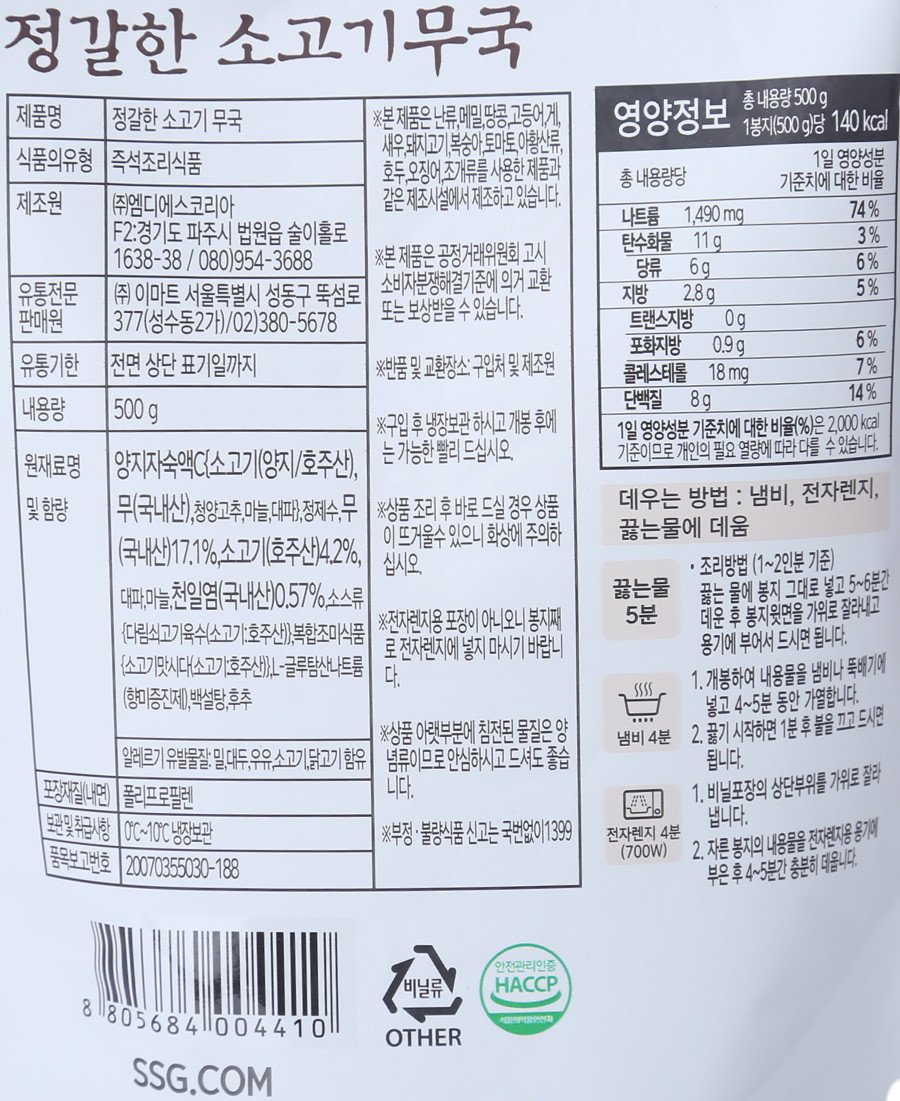 정갈한 소고기무국
제품명 정갈한 소고기 무국
식품의유형 즉석조리식품
제조원 ㈜엠디에스코리아
F2:경기도 파주시 법원읍 술이홀로
1638-38 / 080)954-3688
유통전문
판매원
㈜ 이마트 서울특별시 성동구 뚝섬로
377(성수동2가)/02)380-5678
유통기한 전면 상단 표기일까지
내용량 500 g
원재료명
및 함량
양지자숙액C{소고기(양지/호주산),
무(국내산),청양고추,마늘,대파},정제수,무
(국내산)17.1%,소고기(호주산)4.2%,
대파,마늘,천일염(국내산)0.57%,소스류
{다림쇠고기육수(소고기:호주산)},복합조미식품
{소고기맛시다(소고기:호주산)},L-글루탐산나트륨
(향미증진제),백설탕,후추
알레르기 유발물질: 밀,대두,우유,소고기,닭고기 함유
포장재질(내면) 폴리프로필렌
보관 및 취급사항 0℃~10℃ 냉장보관
품목보고번호 20070355030-188
※본 제품은 난류,메밀,땅콩,고등어,게,
새우,돼지고기,복숭아,토마토,아황산류,
호두,오징어,조개류를 사용한 제품과
같은 제조시설에서 제조하고 있습니다.
※본 제품은 공정거래위원회 고시
소비자분쟁해결기준에 의거 교환
또는 보상받을 수 있습니다.
※반품 및 교환장소: 구입처 및 제조원
※구입 후 냉장보관 하시고 개봉 후에
는 가능한 빨리 드십시오.
※상품 조리 후 바로 드실 경우 상품
이 뜨거울수 있으니 화상에 주의하
십시오.
※전자렌지용 포장이 아니오니 봉지째
로 전자렌지에 넣지 마시기 바랍니
다.
※상품 아랫부분에 침전된 물질은 양
념류이므로 안심하시고 드셔도 좋습
니다.
※부정·불량식품 신고는 국번없이1399
영양정보
총 내용량 500 g
1봉지(500 g)당 140 kcal
총 내용량당
1일 영양성분
기준치에 대한 비율
나트륨 1,490 mg 74 %
탄수화물 11 g 3 %
당류 6 g 6 %
지방 2.8 g 5 %
트랜스지방 0 g
포화지방 0.9 g 6 %
콜레스테롤 18 mg 7 %
단백질 8 g 14 %
1일 영양성분 기준치에 대한 비율(%)은 2,000 kcal
기준이므로 개인의 필요 열량에 따라 다를 수 있습니다.
데우는 방법 : 냄비, 전자렌지,
끓는물에 데움
끓는물
5분
• 조리방법 (1~2인분 기준)
끓는 물에 봉지 그대로 넣고 5~6분간
데운 후 봉지윗면을 가위로 잘라내고
용기에 부어서 드시면 됩니다.
냄비 4분
1. 개봉하여 내용물을 냄비나 뚝배기에
넣고 4~5분 동안 가열합니다.
2. 끓기 시작하면 1분 후 불을 끄고 드시면
됩니다.
전자렌지 4분
(700W)
1. 비닐포장의 상단부위를 가위로 잘라
냅니다.
2. 자른 봉지의 내용물을 전자렌지용 용기에
부은 후 4~5분간 충분히 데웁니다.
8 805684 004410
비닐류
OTHER
안전관리인증
HACCP
식품의약품안전처
SSG.COM